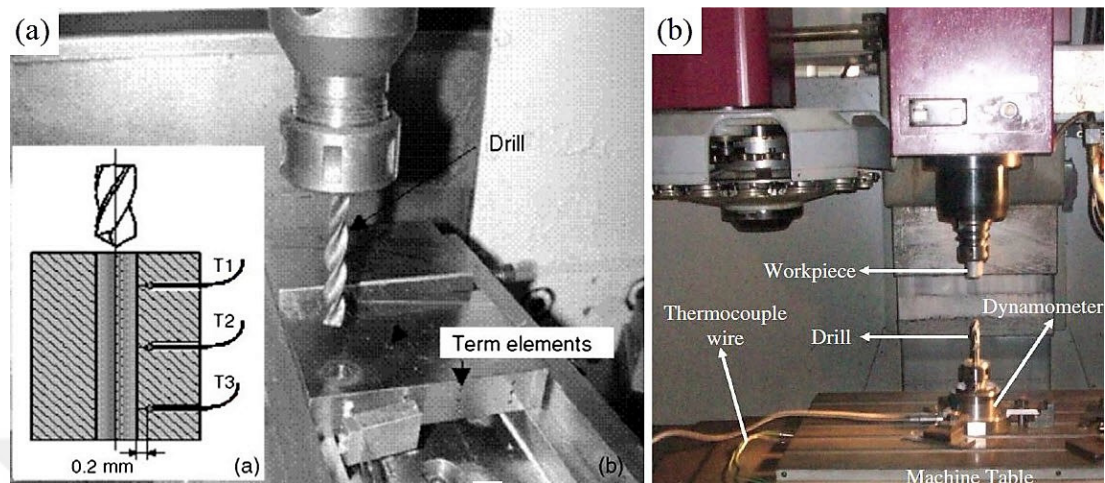 (a)
Drill
T1
T2
T3
Term elements
0.2 mm
(a)
(b)
(b)
Workpiece
Dynamometer
Thermocouple
wire
Drill
Machine Table